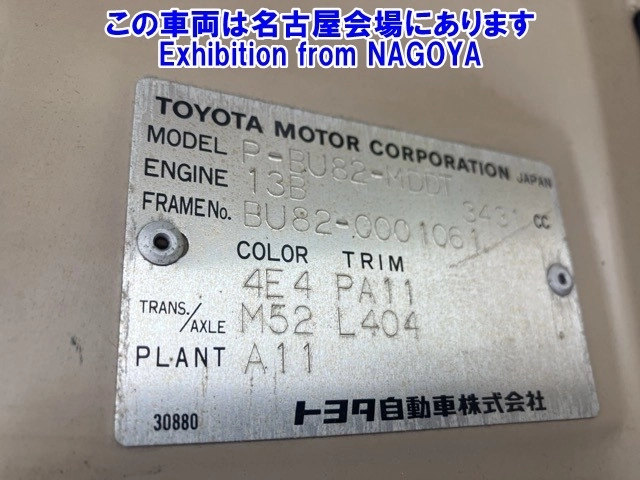 この車両は名古屋会場にあります
Exhibition from NAGOYA
TOYOTA MOTOR CORPORATION JAPAN
MODEL P-BU82-MDDT
ENGINE 13B 3431 CC
FRAME No. BU82-0001061
COLOR TRIM
4E4 PA11
TRANS./AXLE M52 L404
PLANT A11
30880 トヨタ自動車株式会社